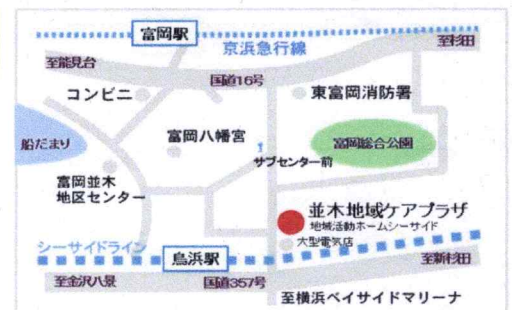 富岡駅
京浜急行線
至杉田
至能見台
国道16号
コンビニ
東富岡消防署
船だまり
富岡八幡宮
富岡総合公園
サブセンター前
富岡並木
地区センター
並木地域ケアプラザ
地域活動ホームシーサイド
大型電気店
シーサイドライン
鳥浜駅
至新杉田
至金沢八景
国道357号
至横浜ベイサイドマリーナ